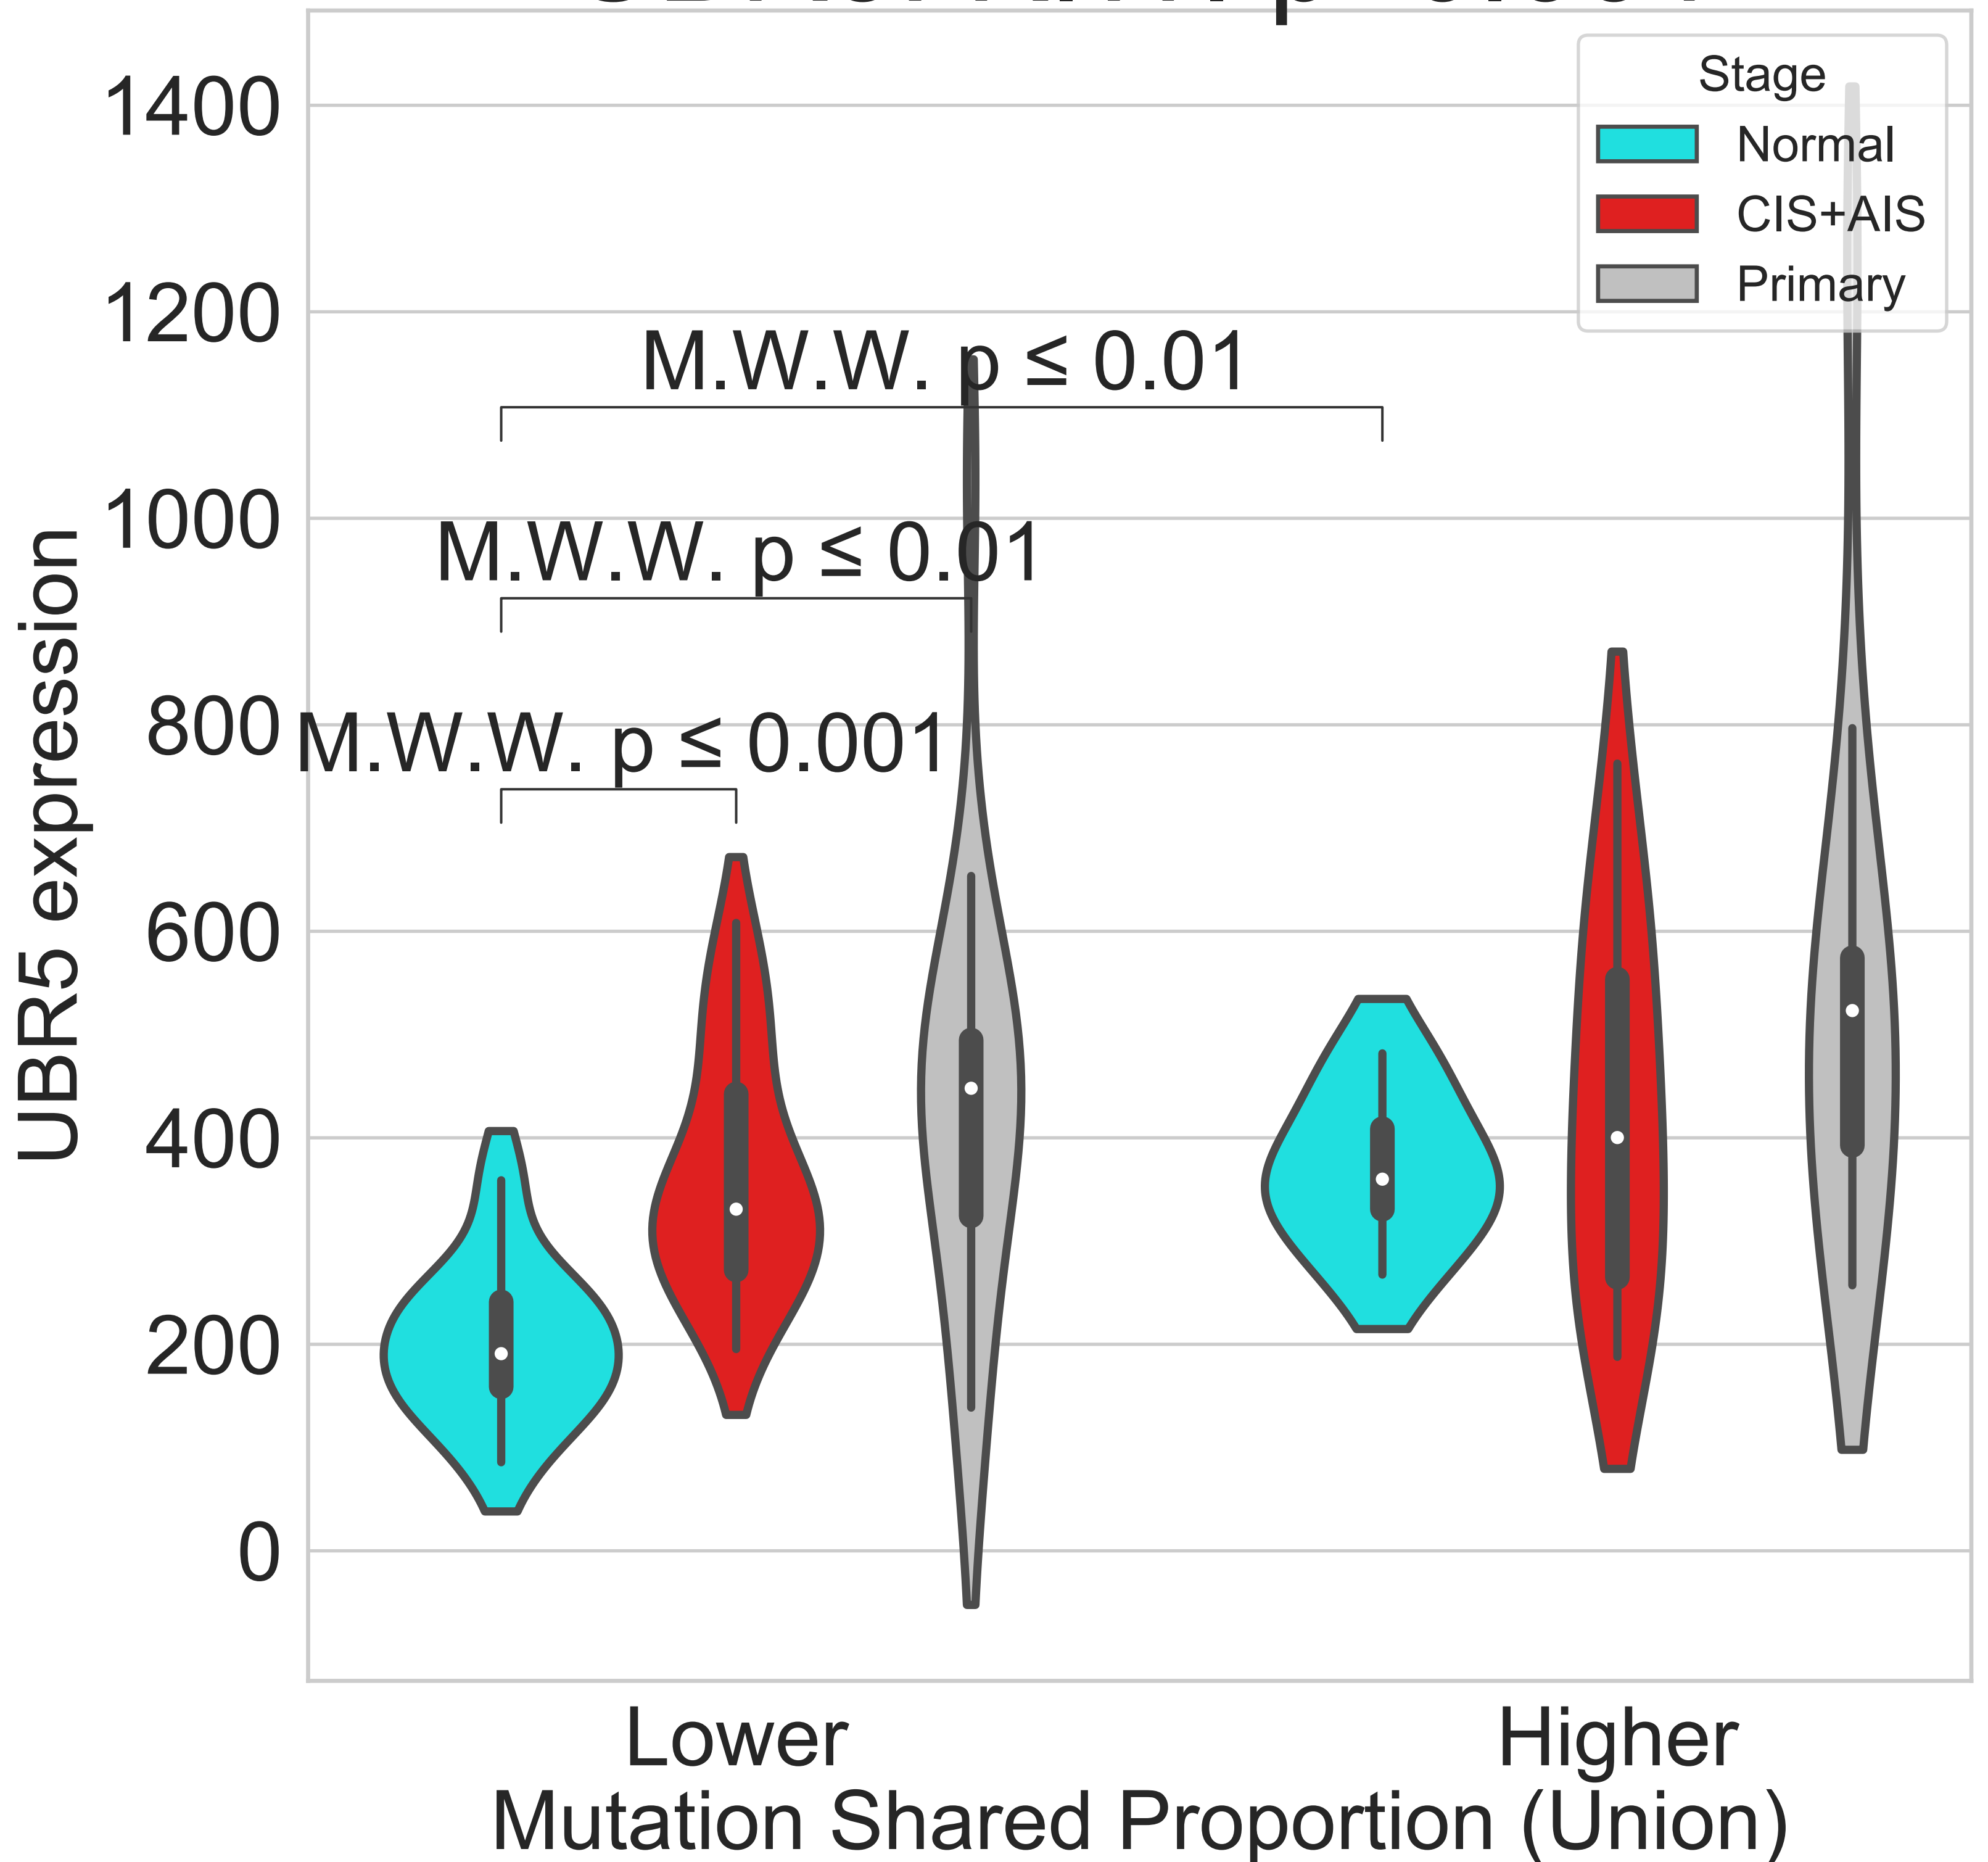 Stage
Normal
CIS+AIS
Primary
1400
1200
1000
800
600
400
200
0
UBR5 expression
M.W.W. p ≤ 0.01
M.W.W. p ≤ 0.01
M.W.W. p ≤ 0.001
Lower
Higher
Mutation Shared Proportion (Union)